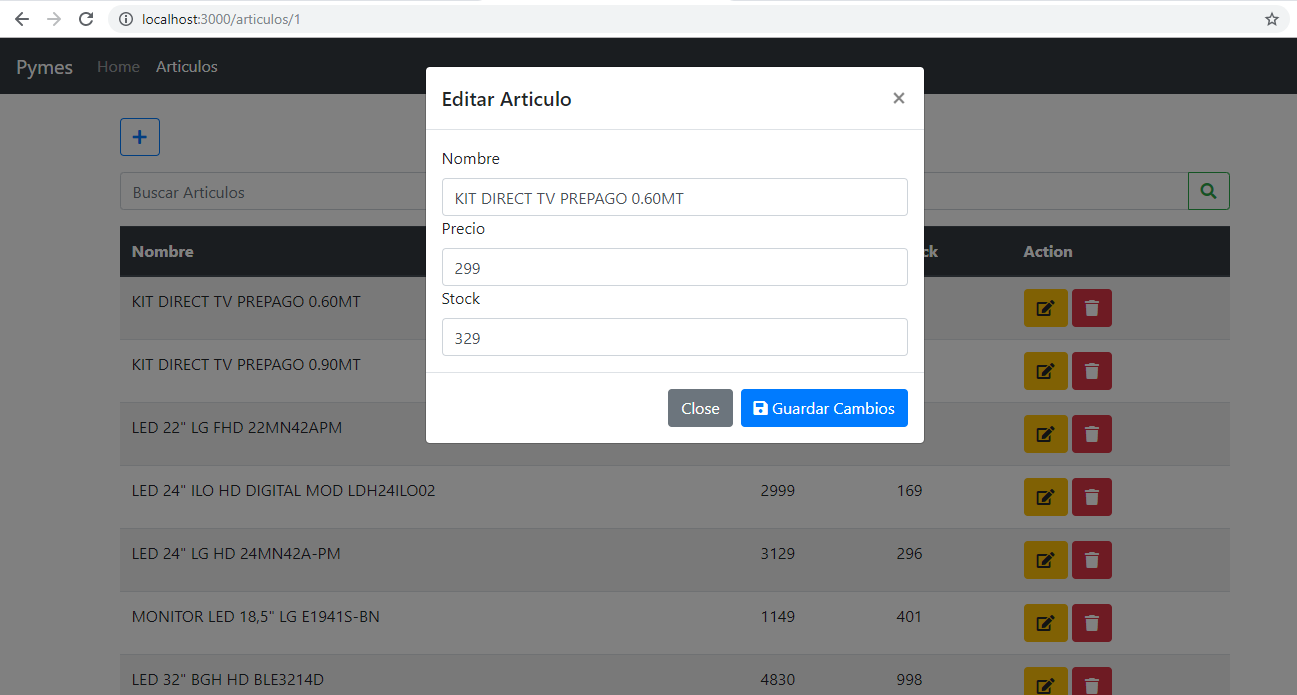 localhost:3000/articulos/1
Pymes Home Articulos
Editar Articulo ×
Nombre
KIT DIRECT TV PREPAGO 0.60MT
Precio
299
Stock
329
Close Guardar Cambios
Buscar Articulos
Nombre ck Action
KIT DIRECT TV PREPAGO 0.60MT
KIT DIRECT TV PREPAGO 0.90MT
LED 22" LG FHD 22MN42APM
LED 24" ILO HD DIGITAL MOD LDH24ILO02 2999 169
LED 24" LG HD 24MN42A-PM 3129 296
MONITOR LED 18,5" LG E1941S-BN 1149 401
LED 32" BGH HD BLE3214D 4830 998